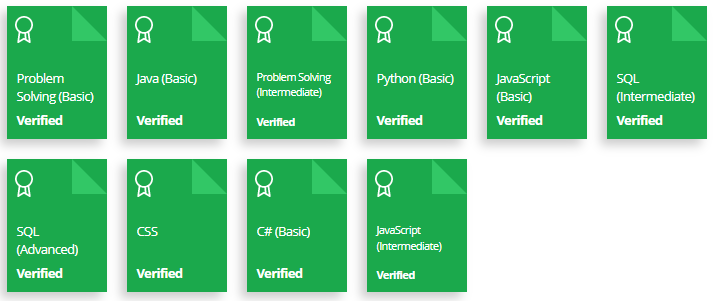 Problem
Solving (Basic)
Verified
Java (Basic)
Verified
Problem Solving
(Intermediate)
Verified
Python (Basic)
Verified
JavaScript
(Basic)
Verified
SQL
(Intermediate)
Verified
SQL
(Advanced)
Verified
CSS
Verified
C# (Basic)
Verified
JavaScript
(Intermediate)
Verified